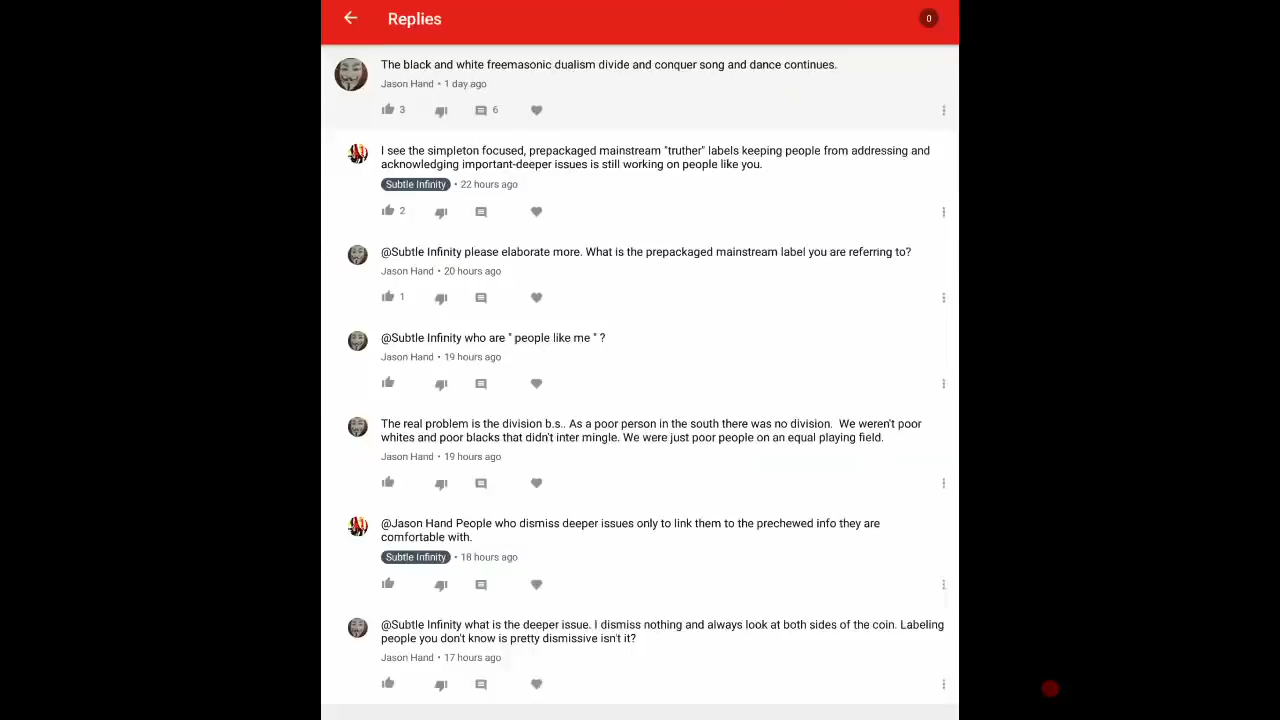 Replies
0
The black and white freemasonic dualism divide and conquer song and dance continues.
Jason Hand • 1 day ago
3 6
I see the simpleton focused, prepackaged mainstream "truther" labels keeping people from addressing and
acknowledging important-deeper issues is still working on people like you.
Subtle Infinity • 22 hours ago
2
@Subtle Infinity please elaborate more. What is the prepackaged mainstream label you are referring to?
Jason Hand • 20 hours ago
1
@Subtle Infinity who are " people like me " ?
Jason Hand • 19 hours ago
The real problem is the division b.s.. As a poor person in the south there was no division.  We weren't poor
whites and poor blacks that didn't inter mingle. We were just poor people on an equal playing field.
Jason Hand • 19 hours ago
@Jason Hand People who dismiss deeper issues only to link them to the prechewed info they are
comfortable with.
Subtle Infinity • 18 hours ago
@Subtle Infinity what is the deeper issue. I dismiss nothing and always look at both sides of the coin. Labeling
people you don't know is pretty dismissive isn't it?
Jason Hand • 17 hours ago